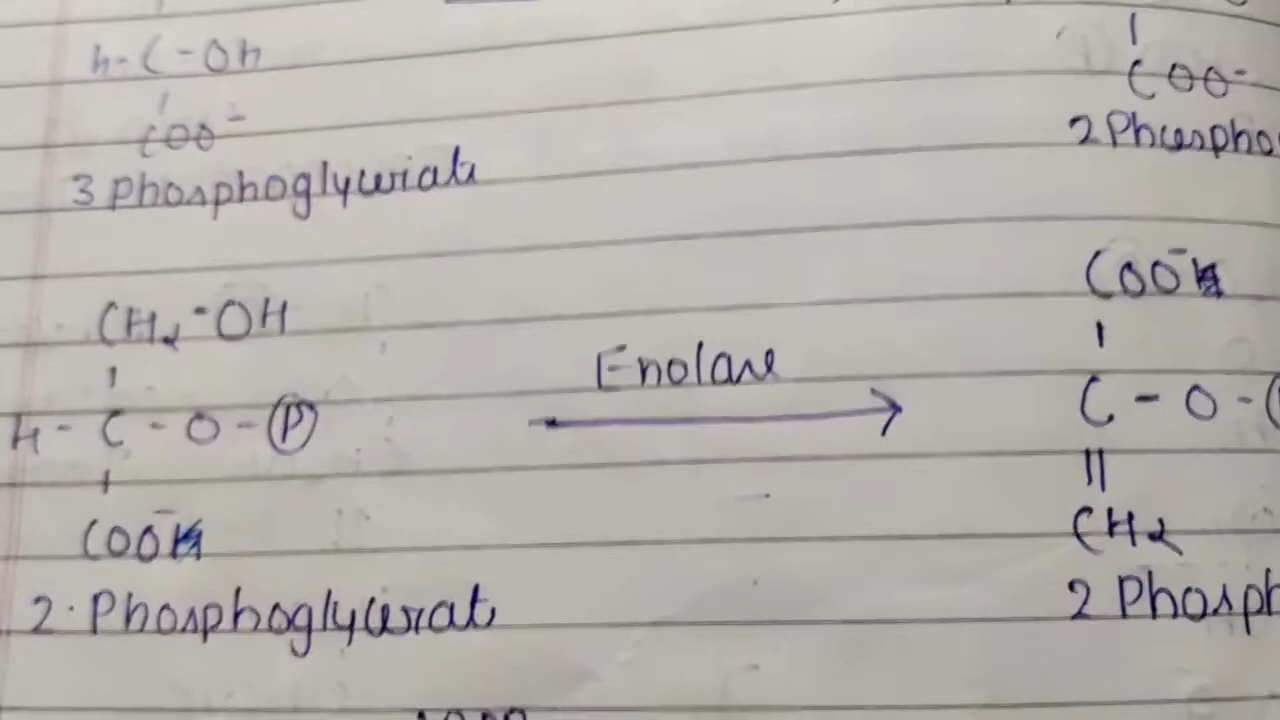 h - C - Oh
COO⁻
COO⁻
2 Phospho
3 Phosphoglycerate
CH₂ - OH
COO⁻
Enolase
H - C - O - (P)
C - O - (
COO⁻
CH₂
2. Phosphoglycerate
2 Phosph